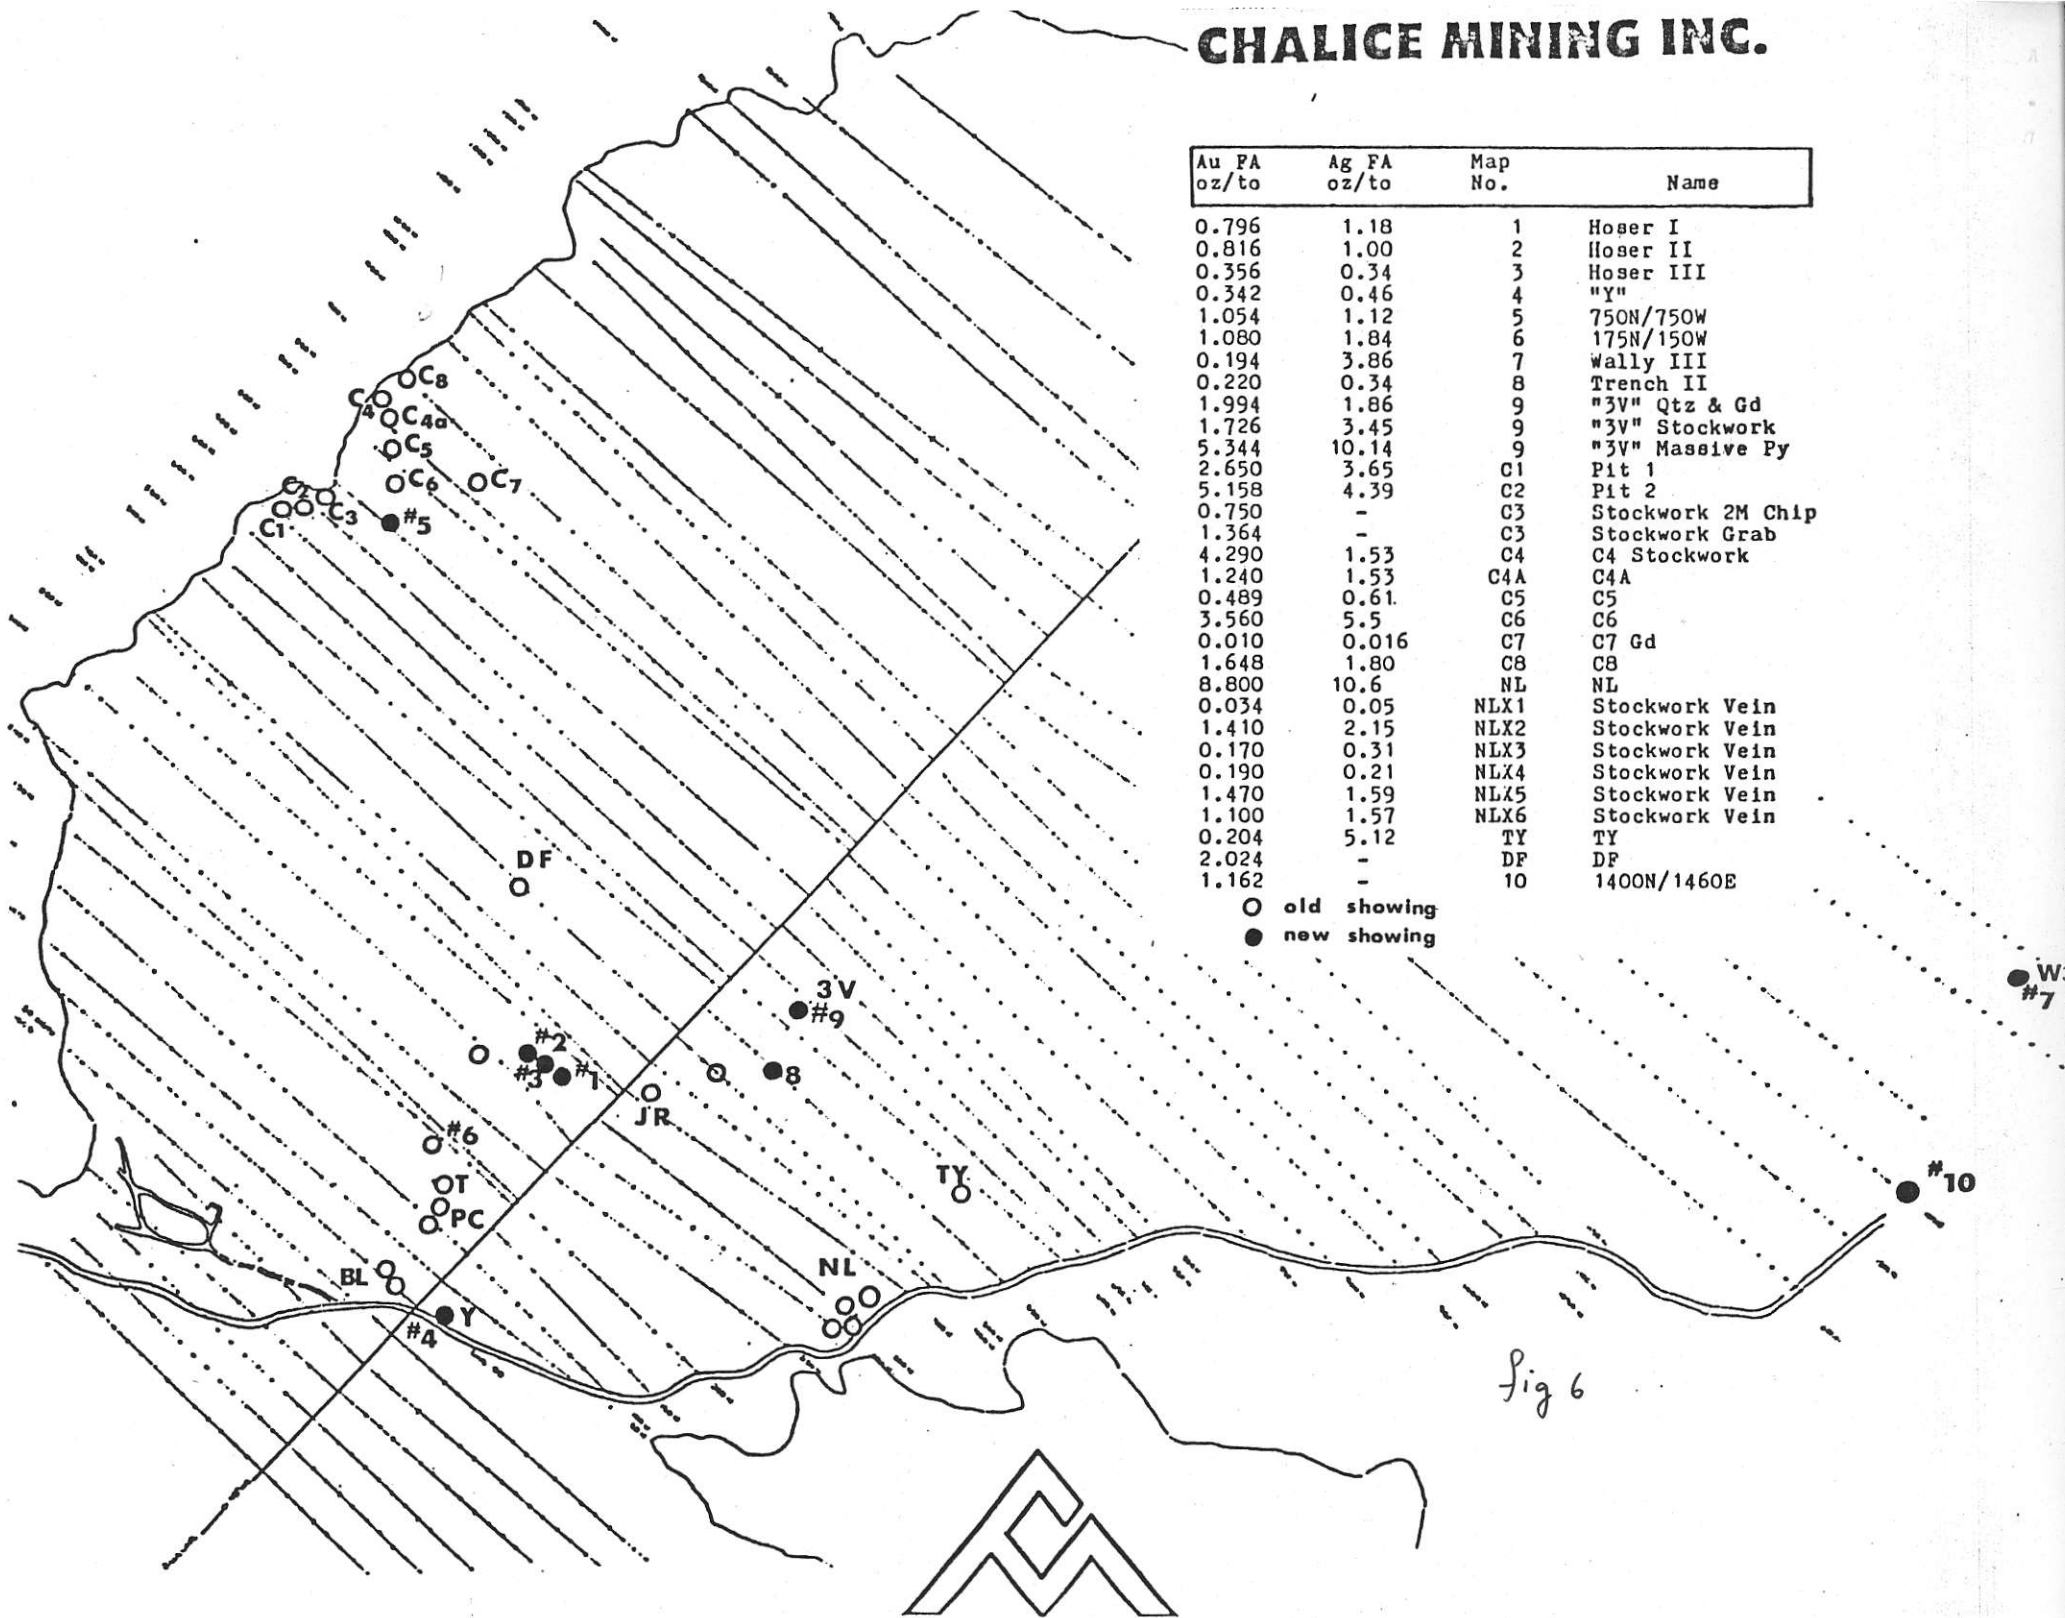 CHALICE MINING INC.
Au FA Ag FA Map
oz/to oz/to No. Name
0.796 1.18 1 Hoser I
0.816 1.00 2 Hoser II
0.356 0.34 3 Hoser III
0.342 0.46 4 "Y"
1.054 1.12 5 750N/750W
1.080 1.84 6 175N/150W
0.194 3.86 7 Wally III
0.220 0.34 8 Trench II
1.994 1.86 9 "3V" Qtz & Gd
1.726 3.45 9 "3V" Stockwork
5.344 10.14 9 "3V" Massive Py
2.650 3.65 C1 Pit 1
5.158 4.39 C2 Pit 2
0.750 - C3 Stockwork 2M Chip
1.364 - C3 Stockwork Grab
4.290 1.53 C4 C4 Stockwork
1.240 1.53 C4A C4A
0.489 0.61 C5 C5
3.560 5.5 C6 C6
0.010 0.016 C7 C7 Gd
1.648 1.80 C8 C8
8.800 10.6 NL NL
0.034 0.05 NLX1 Stockwork Vein
1.410 2.15 NLX2 Stockwork Vein
0.170 0.31 NLX3 Stockwork Vein
0.190 0.21 NLX4 Stockwork Vein
1.470 1.59 NLX5 Stockwork Vein
1.100 1.57 NLX6 Stockwork Vein
0.204 5.12 TY TY
2.024 - DF DF
1.162 - 10 1400N/1460E
old showing
new showing
C8
C4
C4a
C5
C6
C7
C2
C3
C1
#5
DF
3V
#9
W3
#7
#2
#3
#1
8
JR
#6
OT
PC
TY
#10
BL
NL
Y
#4
fig 6